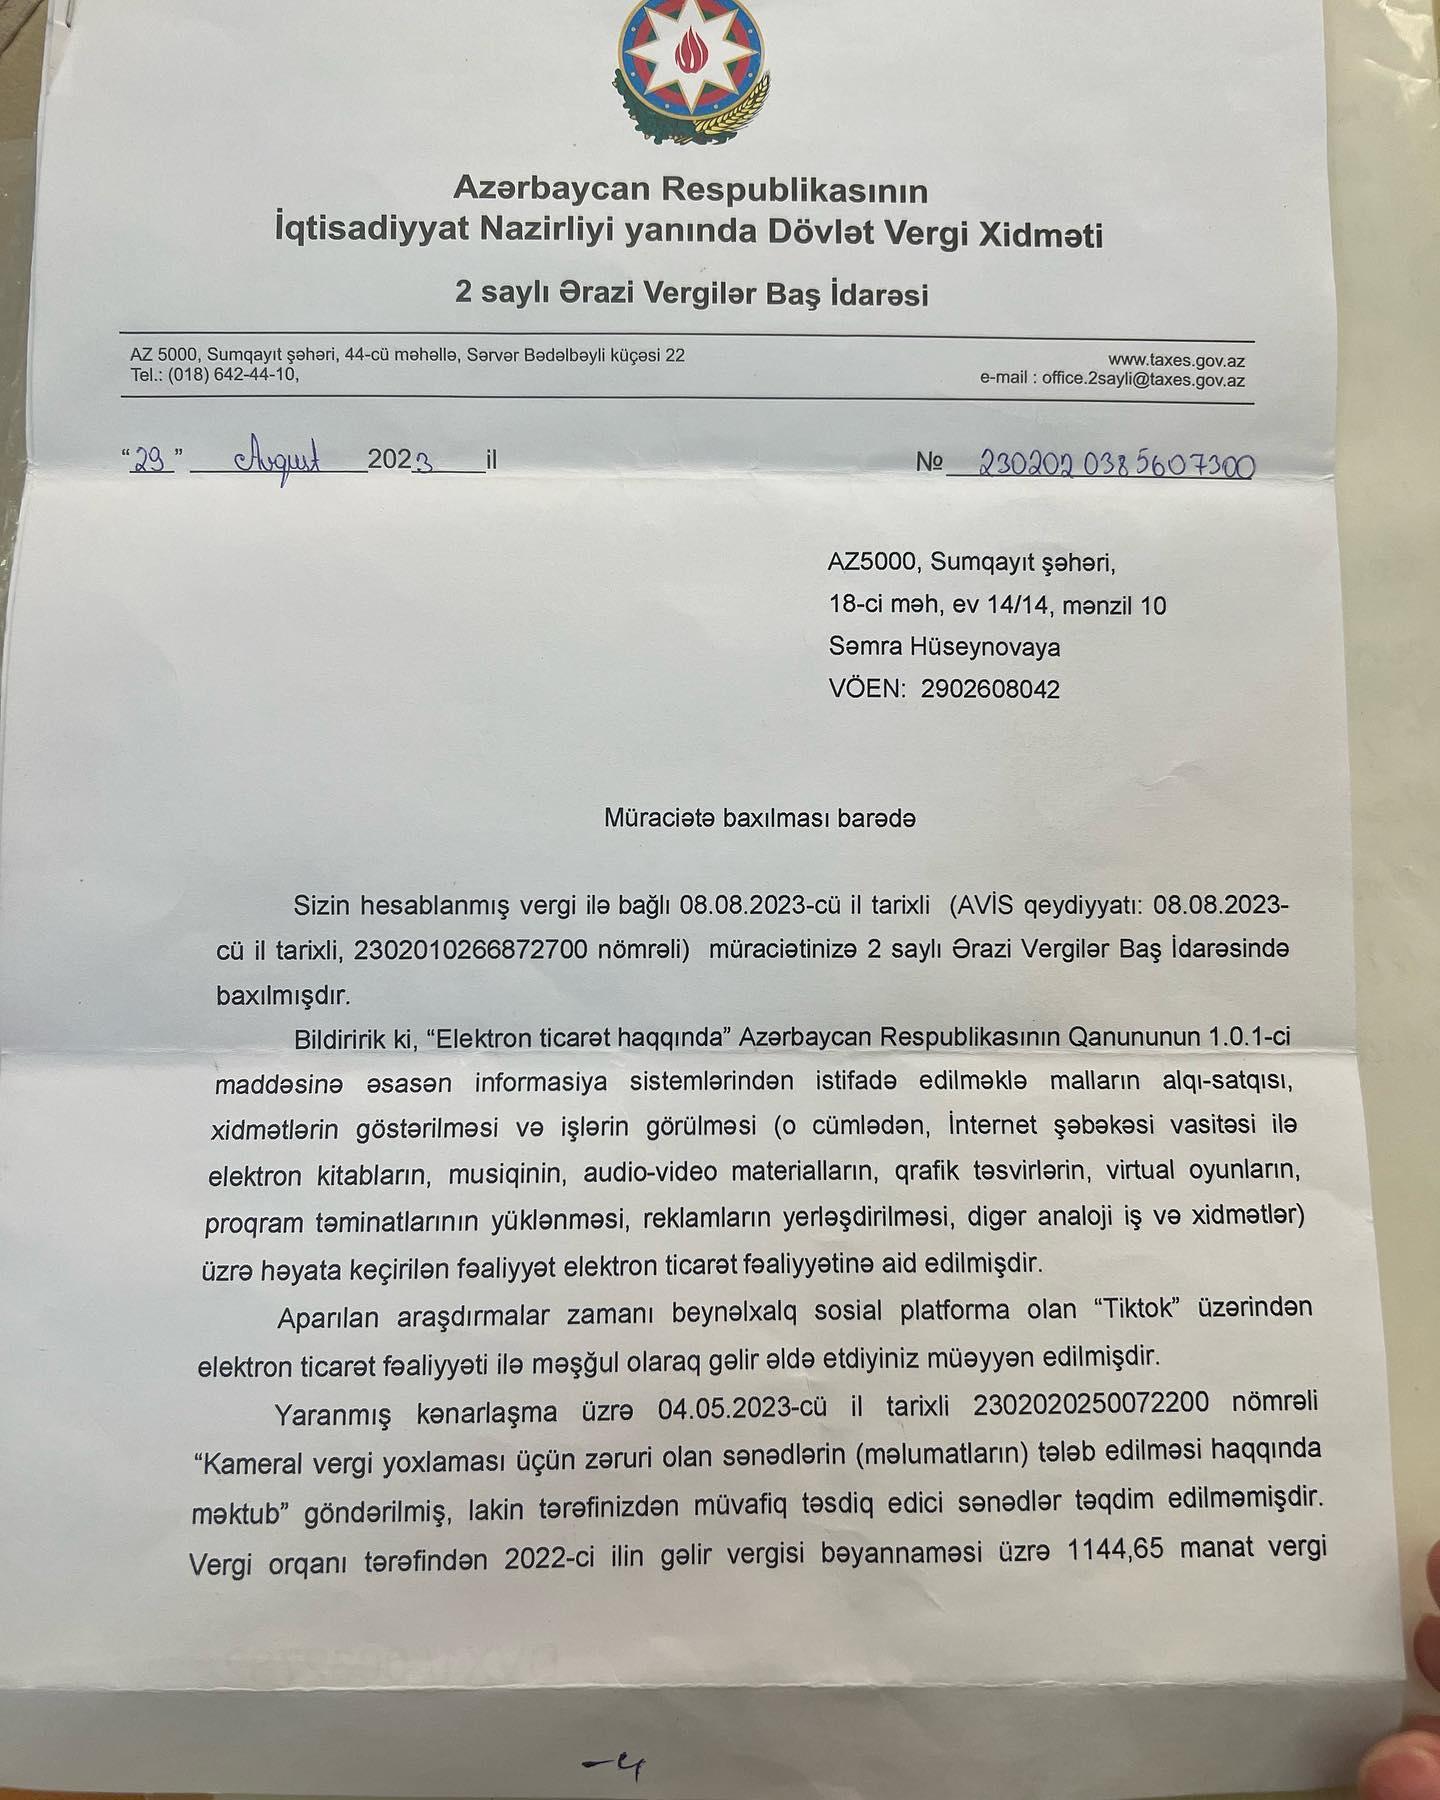 Azərbaycan Respublikasının
İqtisadiyyat Nazirliyi yanında Dövlət Vergi Xidməti
2 saylı Ərazi Vergilər Baş İdarəsi
AZ 5000, Sumqayıt şəhəri, 44-cü məhəllə, Sərvər Bədəlbəyli küçəsi 22
Tel.: (018) 642-44-10,
www.taxes.gov.az
e-mail : office.2sayli@taxes.gov.az
“29” Avqust 2023 il
№ 2302020385607300
AZ5000, Sumqayıt şəhəri,
18-ci məh, ev 14/14, mənzil 10
Səmra Hüseynovaya
VÖEN: 2902608042
Müraciətə baxılması barədə
Sizin hesablanmış vergi ilə bağlı 08.08.2023-cü il tarixli (AVİS qeydiyyatı: 08.08.2023-
cü il tarixli, 2302010266872700 nömrəli) müraciətinizə 2 saylı Ərazi Vergilər Baş İdarəsində
baxılmışdır.
Bildiririk ki, “Elektron ticarət haqqında” Azərbaycan Respublikasının Qanununun 1.0.1-ci
maddəsinə əsasən informasiya sistemlərindən istifadə edilməklə malların alqı-satqısı,
xidmətlərin göstərilməsi və işlərin görülməsi (o cümlədən, İnternet şəbəkəsi vasitəsi ilə
elektron kitabların, musiqinin, audio-video materialların, qrafik təsvirlərin, virtual oyunların,
proqram təminatlarının yüklənməsi, reklamların yerləşdirilməsi, digər analoji iş və xidmətlər)
üzrə həyata keçirilən fəaliyyət elektron ticarət fəaliyyətinə aid edilmişdir.
Aparılan araşdırmalar zamanı beynəlxalq sosial platforma olan “Tiktok” üzərindən
elektron ticarət fəaliyyəti ilə məşğul olaraq gəlir əldə etdiyiniz müəyyən edilmişdir.
Yaranmış kənarlaşma üzrə 04.05.2023-cü il tarixli 2302020250072200 nömrəli
“Kameral vergi yoxlaması üçün zəruri olan sənədlərin (məlumatların) tələb edilməsi haqqında
məktub” göndərilmiş, lakin tərəfinizdən müvafiq təsdiq edici sənədlər təqdim edilməmişdir.
Vergi orqanı tərəfindən 2022-ci ilin gəlir vergisi bəyannaməsi üzrə 1144,65 manat vergi